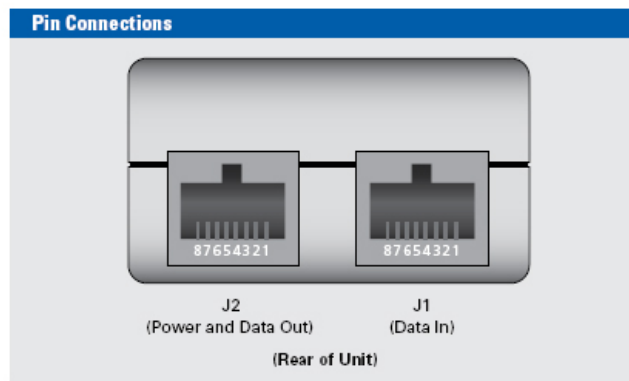 Pin Connections
87654321 87654321
J2 J1
(Power and Data Out) (Data In)
(Rear of Unit)